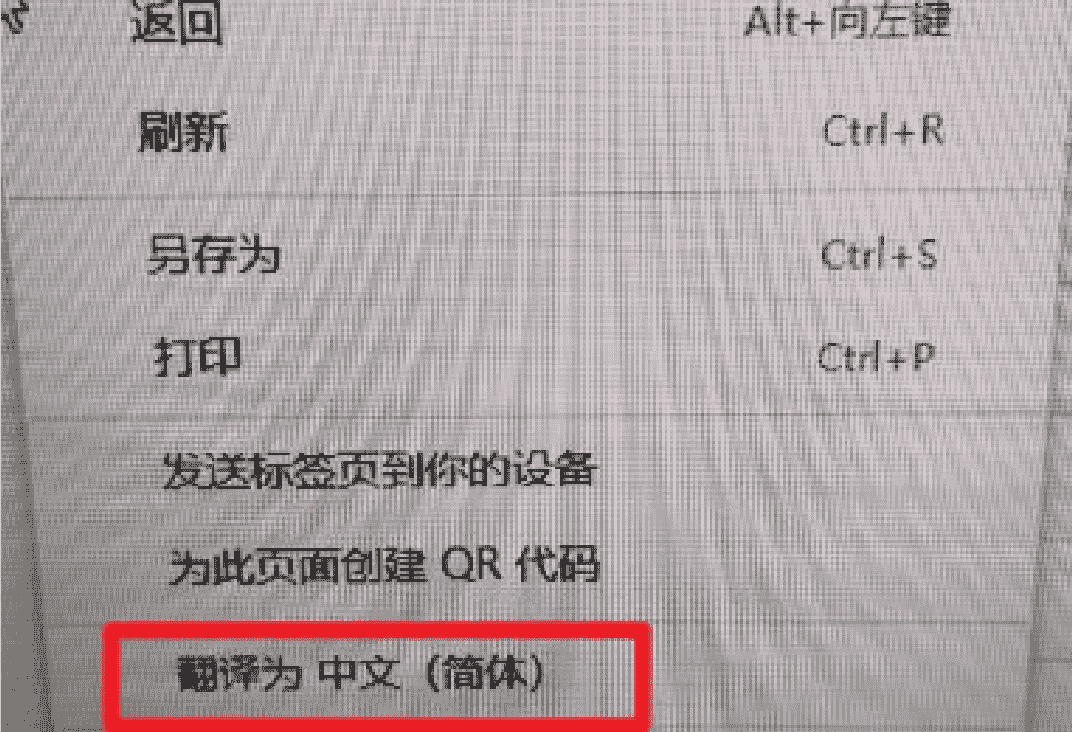 返回 Alt+向左键
刷新 Ctrl+R
另存为 Ctrl+S
打印 Ctrl+P
发送标签页到你的设备
为此页面创建 QR 代码
翻译为 中文（简体）